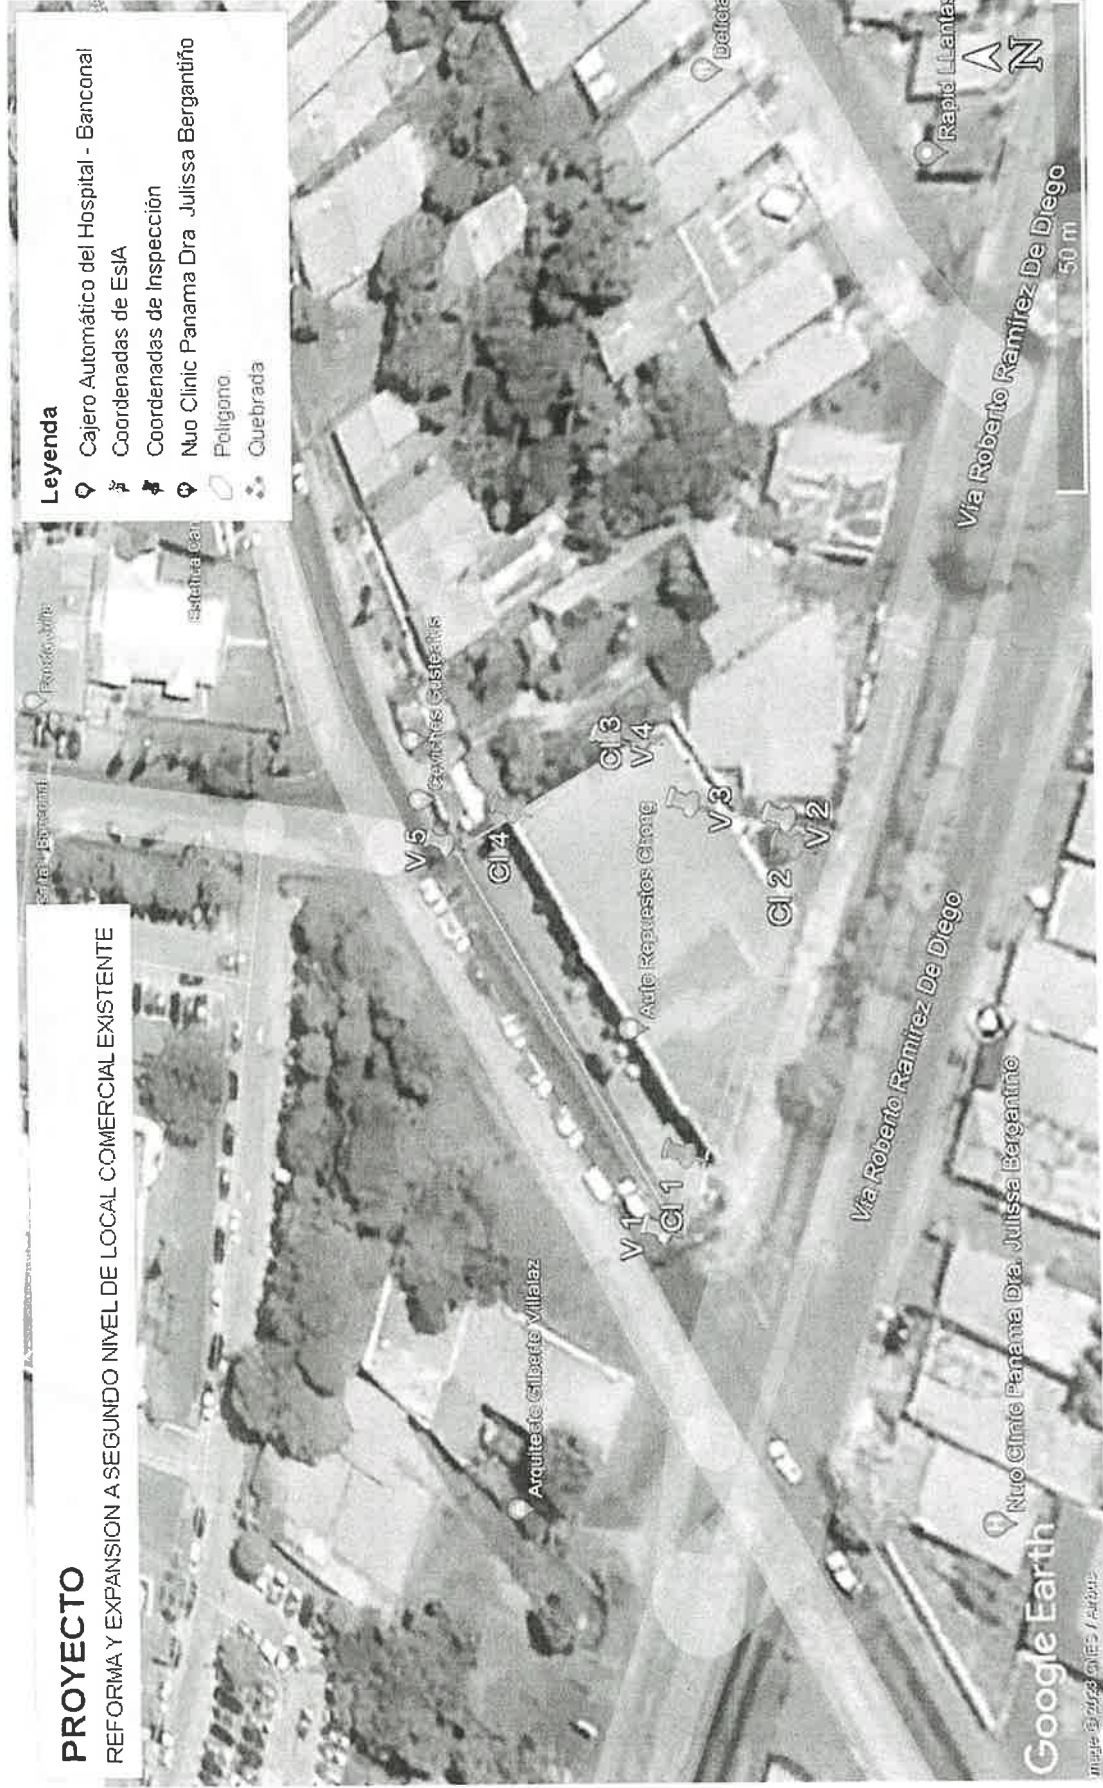 PROYECTO
REFORMA Y EXPANSION A SEGUNDO NIVEL DE LOCAL COMERCIAL EXISTENTE
Leyenda
Cajero Automático del Hospital - Banconal
Coordenadas de EsIA
Coordenadas de Inspección
Nuo Clinic Panama Dra. Julissa Bergantiño
Polígono
Quebrada
V 5
CI 4
CI 3
V 4
Auto Repuestos Chong
V 3
V 2
CI 2
V 1
CI 1
Arquitecto Gilberto Villalaz
Vía Roberto Ramírez De Diego
Vía Roberto Ramírez De Diego
Nuo Clinic Panama Dra. Julissa Bergantiño
Rapid LLantas
N
50 m
Google Earth